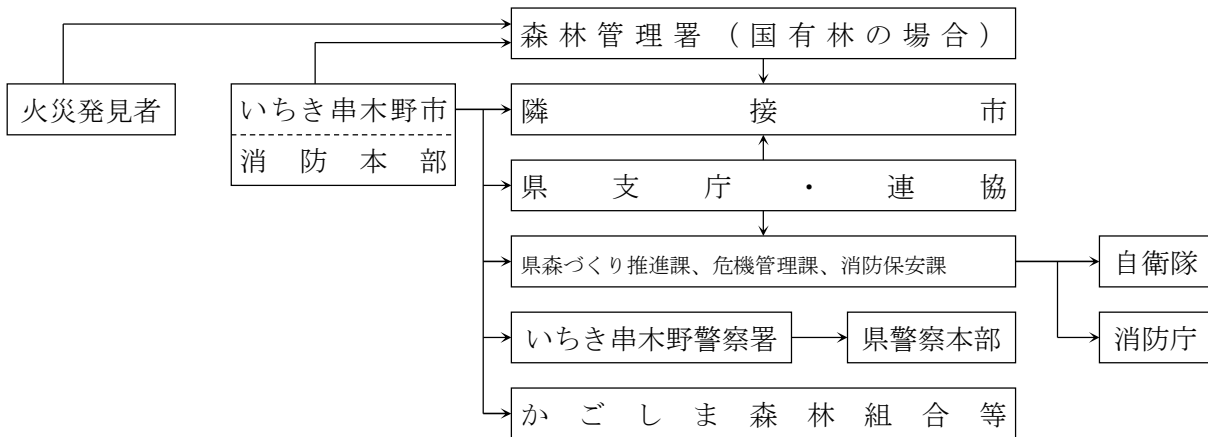 森林管理署（国有林の場合）
火災発見者
いちき串木野市
消防本部
隣接市
県支庁・連協
県森づくり推進課、危機管理課、消防保安課
自衛隊
いちき串木野警察署
県警察本部
消防庁
かごしま森林組合等